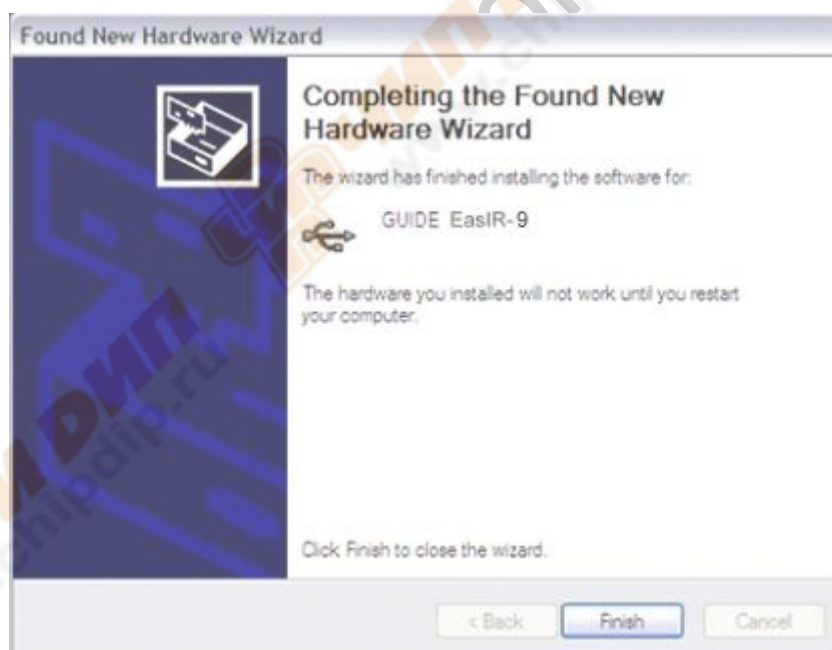 Found New Hardware Wizard
Completing the Found New
Hardware Wizard
The wizard has finished installing the software for:
GUIDE EasIR-9
The hardware you installed will not work until you restart
your computer.
Click Finish to close the wizard.
< Back
Finish
Cancel